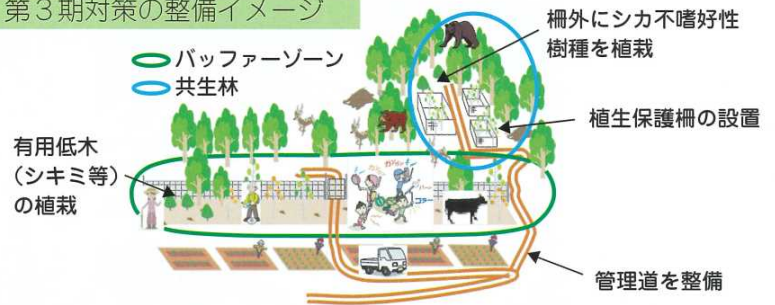 第3期対策の整備イメージ
バッファーゾーン
共生林
柵外にシカ不嗜好性
樹種を植栽
植生保護柵の設置
有用低木
(シキミ等)
の植栽
コラー
管理道を整備